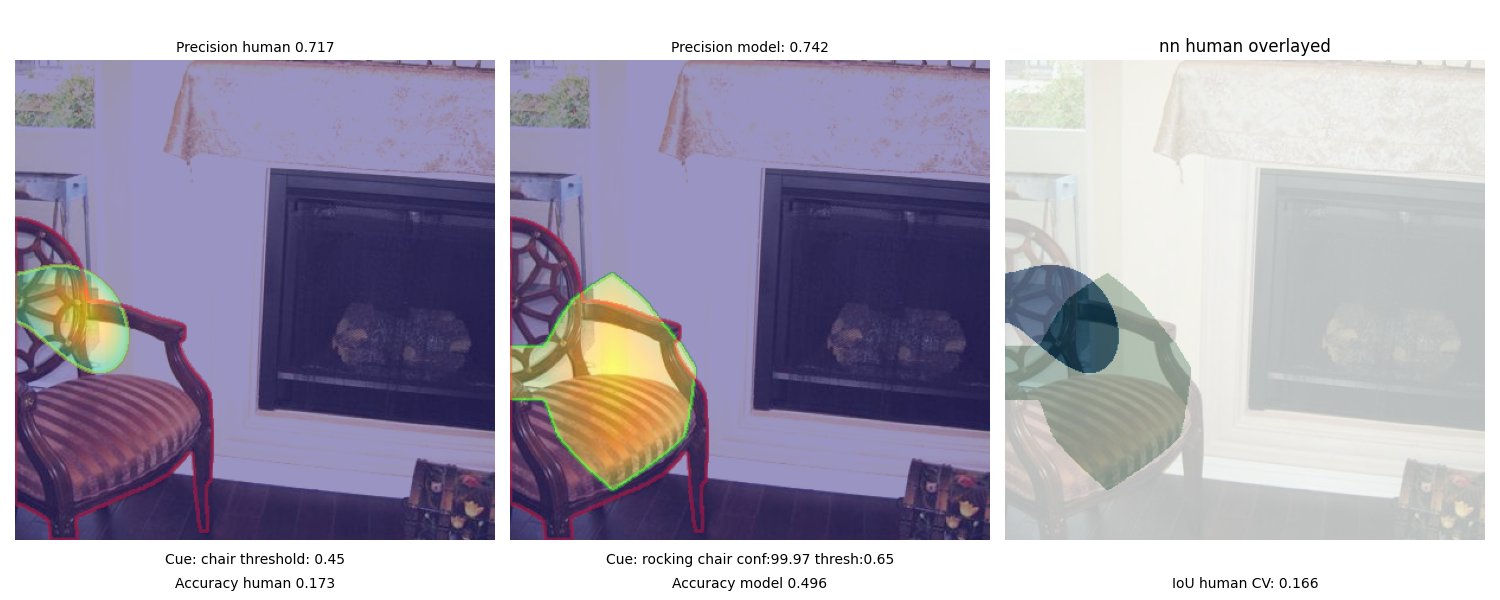 Precision human 0.717
Precision model: 0.742
nn human overlayed
Cue: chair threshold: 0.45
Cue: rocking chair conf:99.97 thresh:0.65
Accuracy human 0.173
Accuracy model 0.496
IoU human CV: 0.166